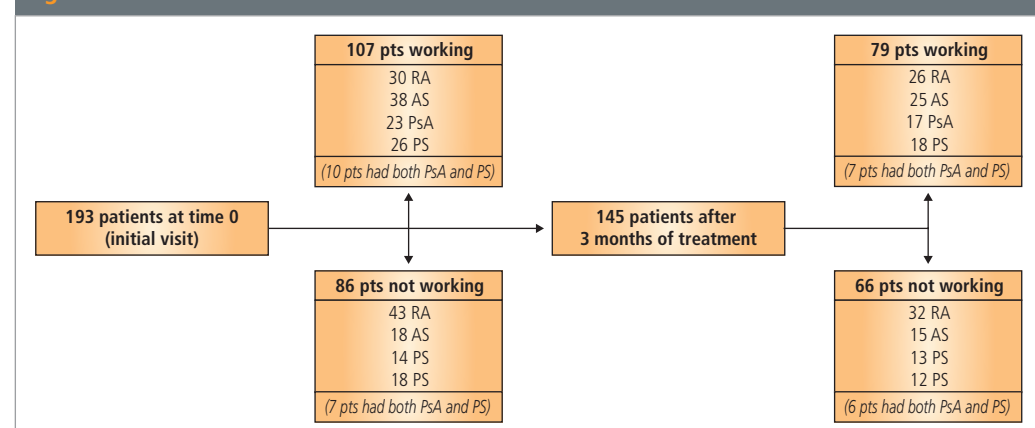 107 pts working
30 RA
38 AS
23 PsA
26 PS
(10 pts had both PsA and PS)
79 pts working
26 RA
25 AS
17 PsA
18 PS
(7 pts had both PsA and PS)
193 patients at time 0
(initial visit)
145 patients after
3 months of treatment
86 pts not working
43 RA
18 AS
14 PS
18 PS
(7 pts had both PsA and PS)
66 pts not working
32 RA
15 AS
13 PS
12 PS
(6 pts had both PsA and PS)